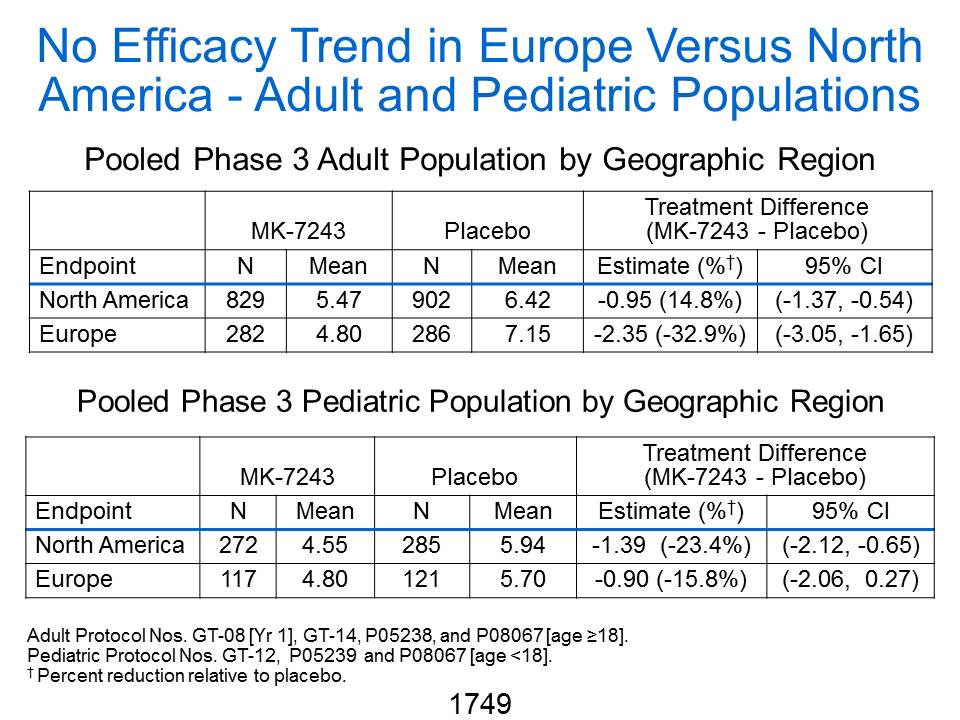 No Efficacy Trend in Europe Versus North
America - Adult and Pediatric Populations
Pooled Phase 3 Adult Population by Geographic Region
MK-7243 Placebo Treatment Difference
(MK-7243 - Placebo)
Endpoint N Mean N Mean Estimate (%†) 95% CI
North America 829 5.47 902 6.42 -0.95 (14.8%) (-1.37, -0.54)
Europe 282 4.80 286 7.15 -2.35 (-32.9%) (-3.05, -1.65)
Pooled Phase 3 Pediatric Population by Geographic Region
MK-7243 Placebo Treatment Difference
(MK-7243 - Placebo)
Endpoint N Mean N Mean Estimate (%†) 95% CI
North America 272 4.55 285 5.94 -1.39 (-23.4%) (-2.12, -0.65)
Europe 117 4.80 121 5.70 -0.90 (-15.8%) (-2.06, 0.27)
Adult Protocol Nos. GT-08 [Yr 1], GT-14, P05238, and P08067 [age ≥18].
Pediatric Protocol Nos. GT-12, P05239 and P08067 [age <18].
† Percent reduction relative to placebo.
1749